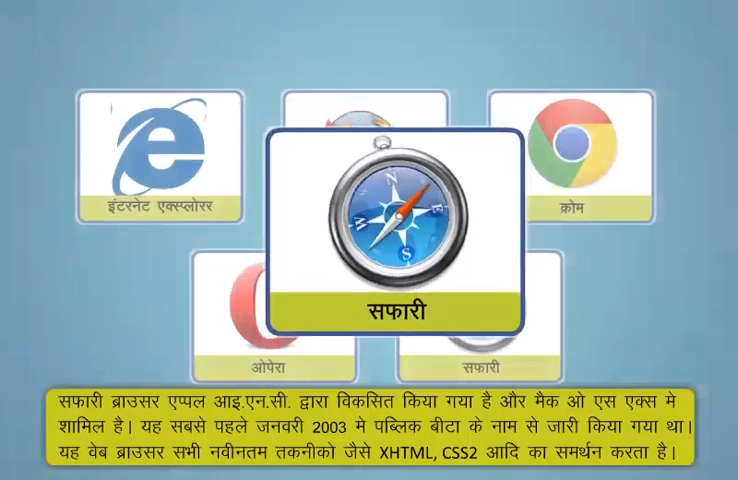 इंटरनेट एक्स्प्लोरर
क्रोम
N
W
E
S
सफारी
ओपेरा
सफारी
सफारी ब्राउसर एप्पल आइ.एन.सी. द्वारा विकसित किया गया है और मैक ओ एस एक्स मे
शामिल है। यह सबसे पहले जनवरी 2003 मे पब्लिक बीटा के नाम से जारी किया गया था।
यह वेब ब्राउसर सभी नवीनतम तकनीको जैसे XHTML, CSS2 आदि का समर्थन करता है।